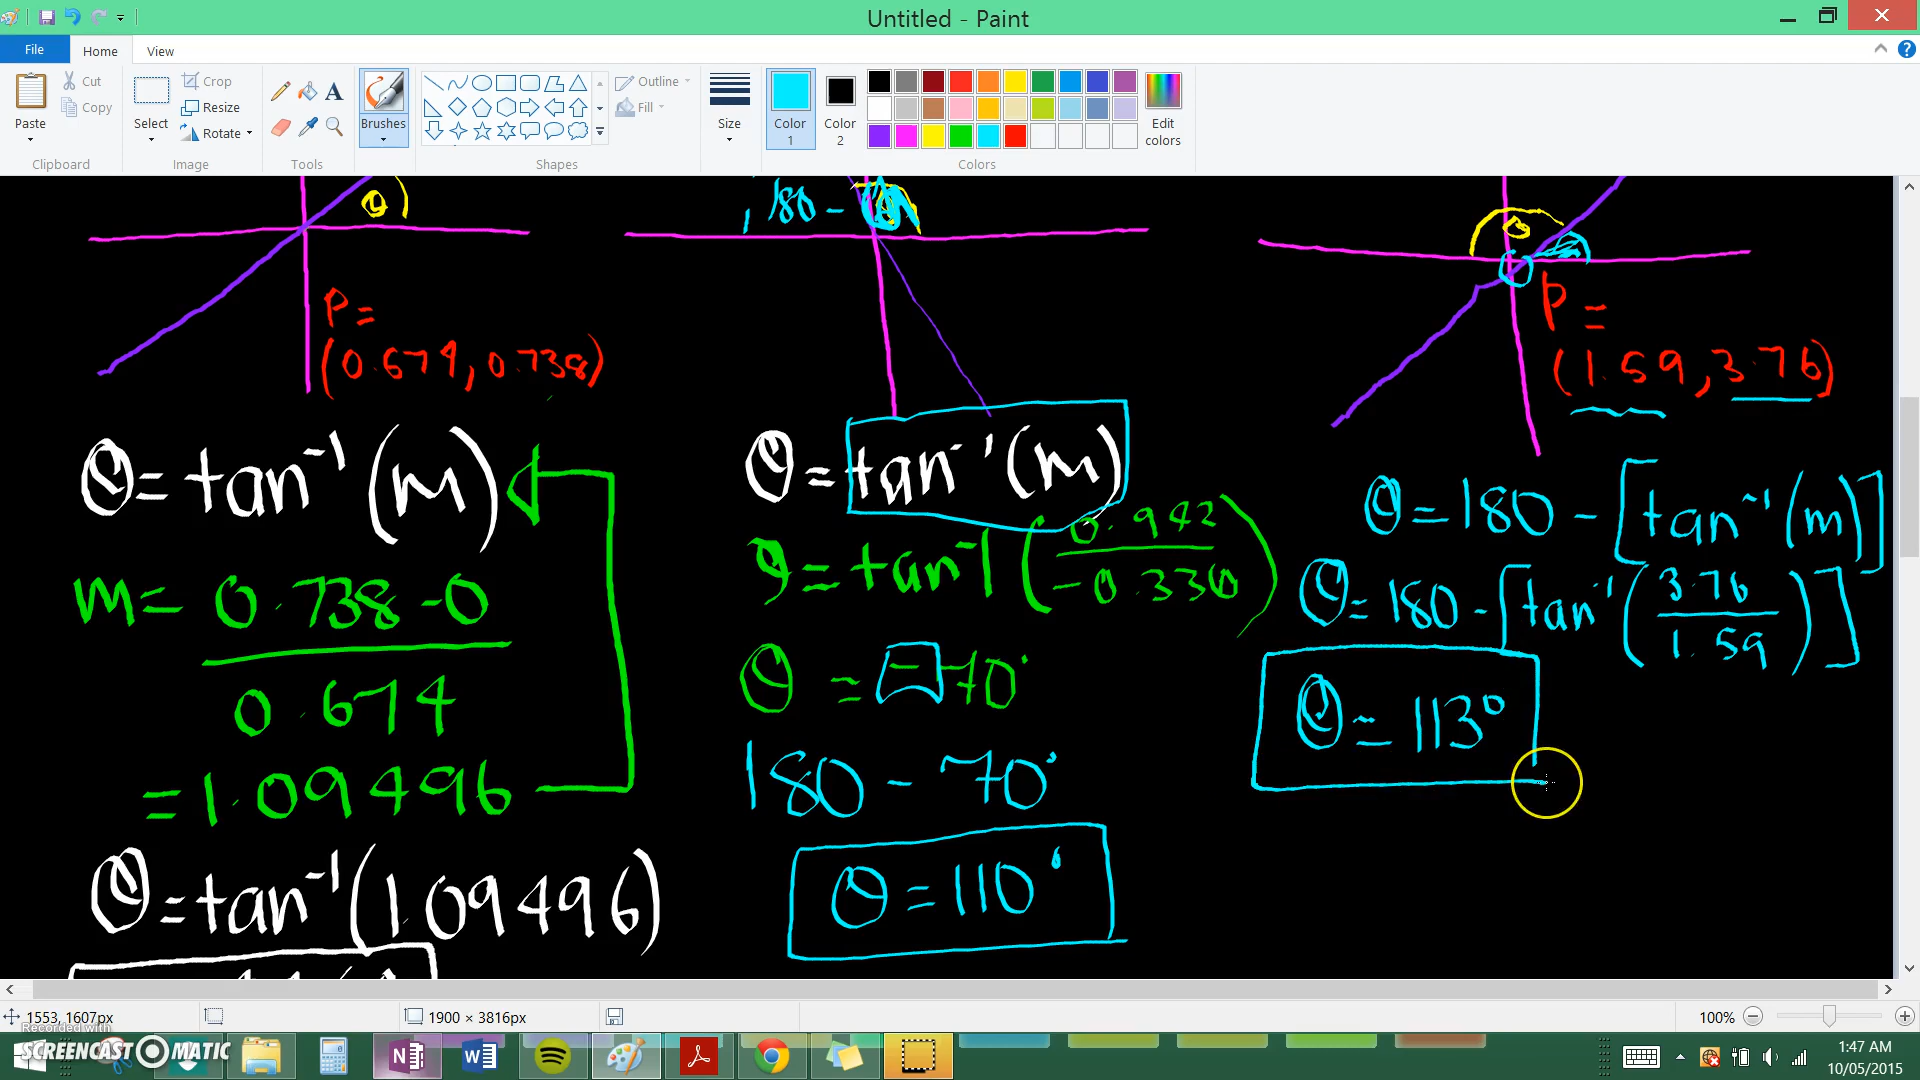 Untitled - Paint
File Home View
Paste Cut Copy Clipboard
Select Crop Resize Rotate Image
Tools
Brushes
Shapes Outline Fill
Size
Color 1 Color 2 Edit colors Colors
θ
180 - θ
θ
P =
(0.674, 0.738)
P =
(1.59, 3.76)
θ = tan⁻¹ (m)
m = 0.738 - 0
0.674
= 1.09496
θ = tan⁻¹ (1.09496)
θ = tan⁻¹ (m)
θ = tan⁻¹ (0.942
-0.330)
θ = -70°
180 - 70°
θ = 110°
θ = 180 - [tan⁻¹ (m)]
θ = 180 - [tan⁻¹ (3.76
1.59)]
θ = 113°
1553, 1607px 1900 × 3816px 100%
Recorded with
SCREENCAST MATIC
1:47 AM
10/05/2015